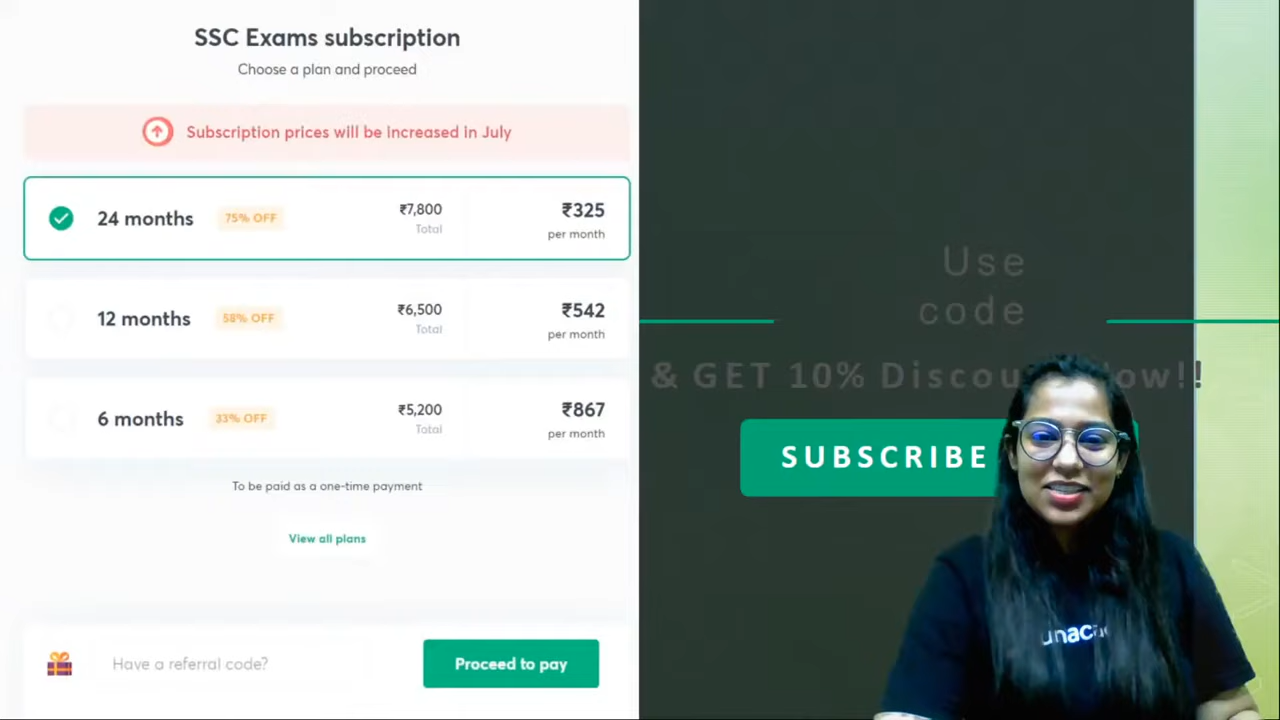 SSC Exams subscription
Choose a plan and proceed
Subscription prices will be increased in July
24 months 75% OFF ₹7,800 Total ₹325 per month
12 months 58% OFF ₹6,500 Total ₹542 per month
6 months 33% OFF ₹5,200 Total ₹867 per month
To be paid as a one-time payment
View all plans
Have a referral code?
Proceed to pay
Use
code
& GET 10%
SUBSCRIBE